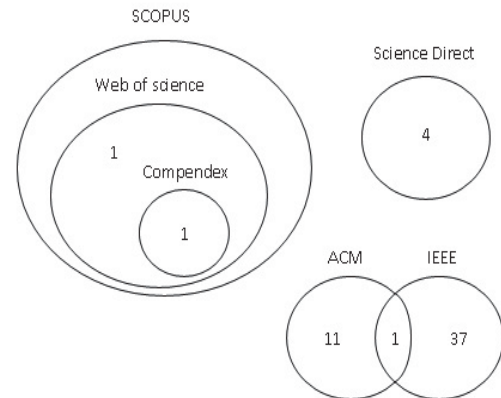 SCOPUS
Science Direct
Web of science
4
1
Compendex
1
ACM IEEE
11 1 37